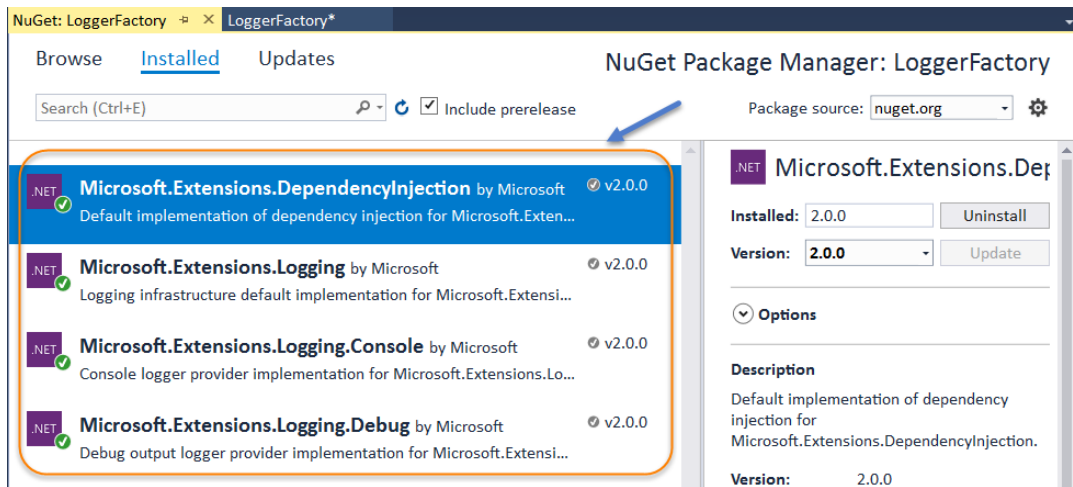 NuGet: LoggerFactory LoggerFactory*
Browse Installed Updates
NuGet Package Manager: LoggerFactory
Search (Ctrl+E) Include prerelease
Package source: nuget.org
.NET Microsoft.Extensions.DependencyInjection by Microsoft v2.0.0
Default implementation of dependency injection for Microsoft.Exten...
.NET Microsoft.Extensions.Logging by Microsoft v2.0.0
Logging infrastructure default implementation for Microsoft.Extensi...
.NET Microsoft.Extensions.Logging.Console by Microsoft v2.0.0
Console logger provider implementation for Microsoft.Extensions.Lo...
.NET Microsoft.Extensions.Logging.Debug by Microsoft v2.0.0
Debug output logger provider implementation for Microsoft.Extensi...
.NET Microsoft.Extensions.Dep
Installed: 2.0.0 Uninstall
Version: 2.0.0 Update
Options
Description
Default implementation of dependency
injection for
Microsoft.Extensions.DependencyInjection.
Version: 2.0.0